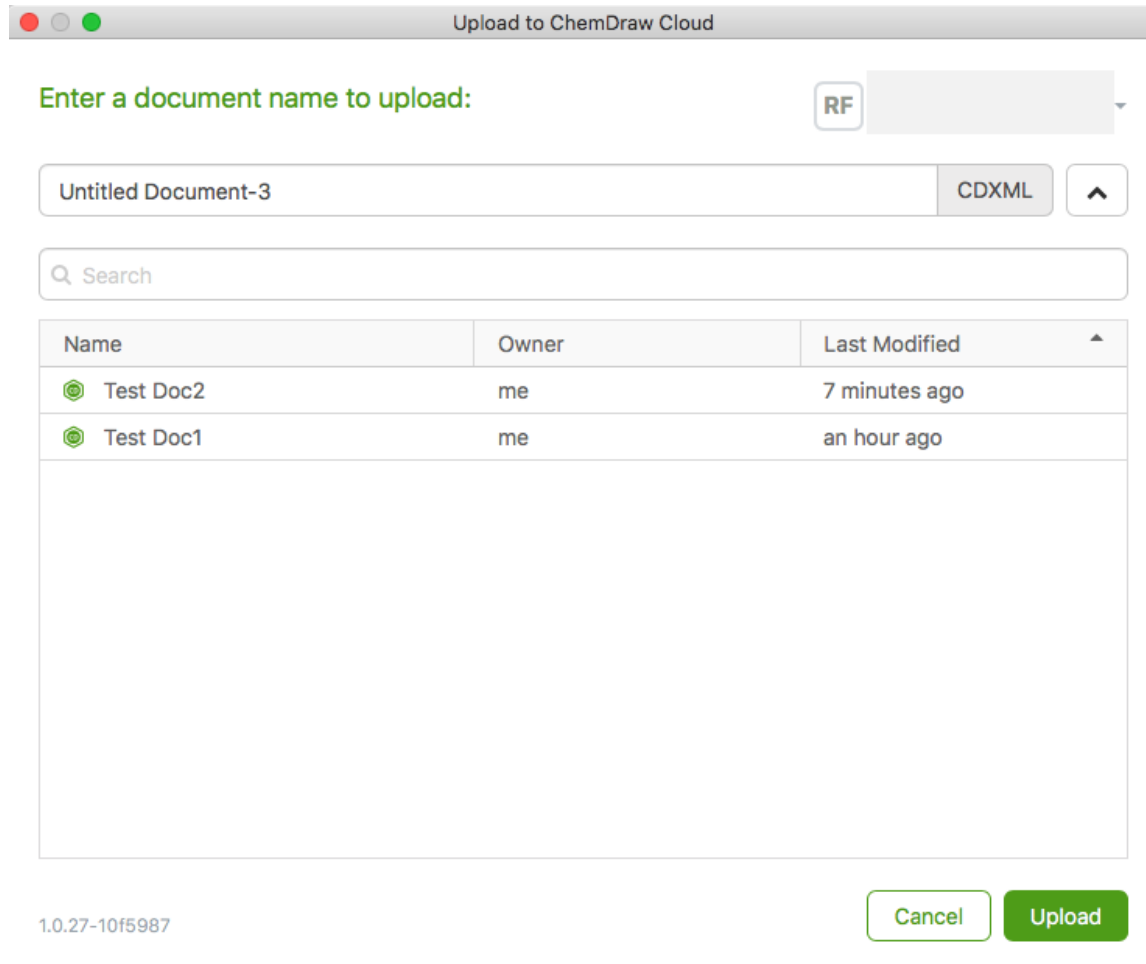 Upload to ChemDraw Cloud
Enter a document name to upload:
RF
Untitled Document-3 CDXML
Search
Name Owner Last Modified
Test Doc2 me 7 minutes ago
Test Doc1 me an hour ago
1.0.27-10f5987
Cancel Upload